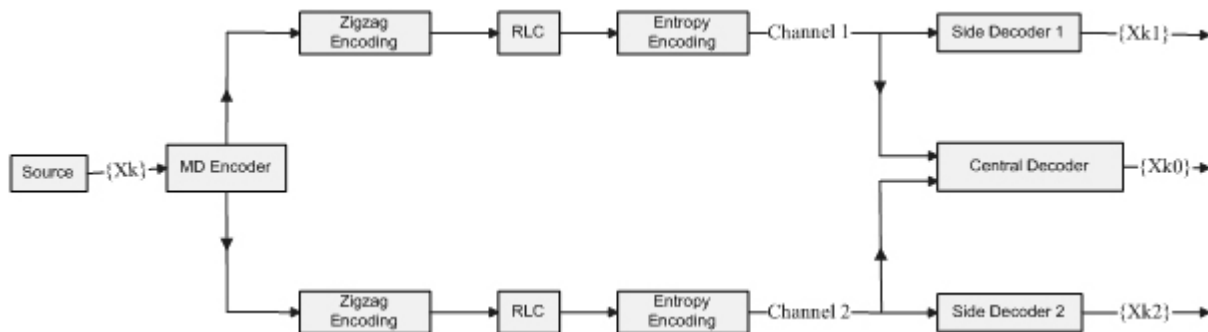 Zigzag
Encoding
RLC
Entropy
Encoding
Channel 1
Side Decoder 1
{Xk1}
Source
{Xk}
MD Encoder
Central Decoder
{Xk0}
Zigzag
Encoding
RLC
Entropy
Encoding
Channel 2
Side Decoder 2
{Xk2}